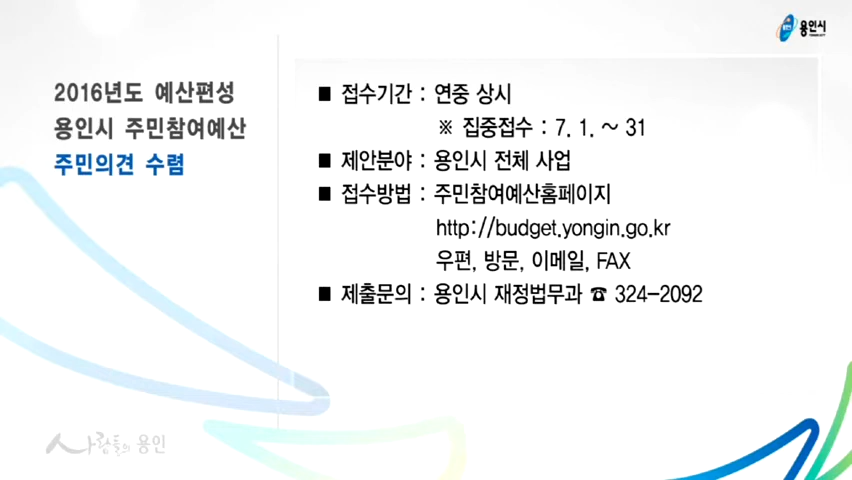 용인시
2016년도 예산편성
용인시 주민참여예산
주민의견 수렴
■ 접수기간 : 연중 상시
※ 집중접수 : 7. 1. ~ 31
■ 제안분야 : 용인시 전체 사업
■ 접수방법 : 주민참여예산홈페이지
http://budget.yongin.go.kr
우편, 방문, 이메일, FAX
■ 제출문의 : 용인시 재정법무과 ☎ 324-2092
사람들의 용인